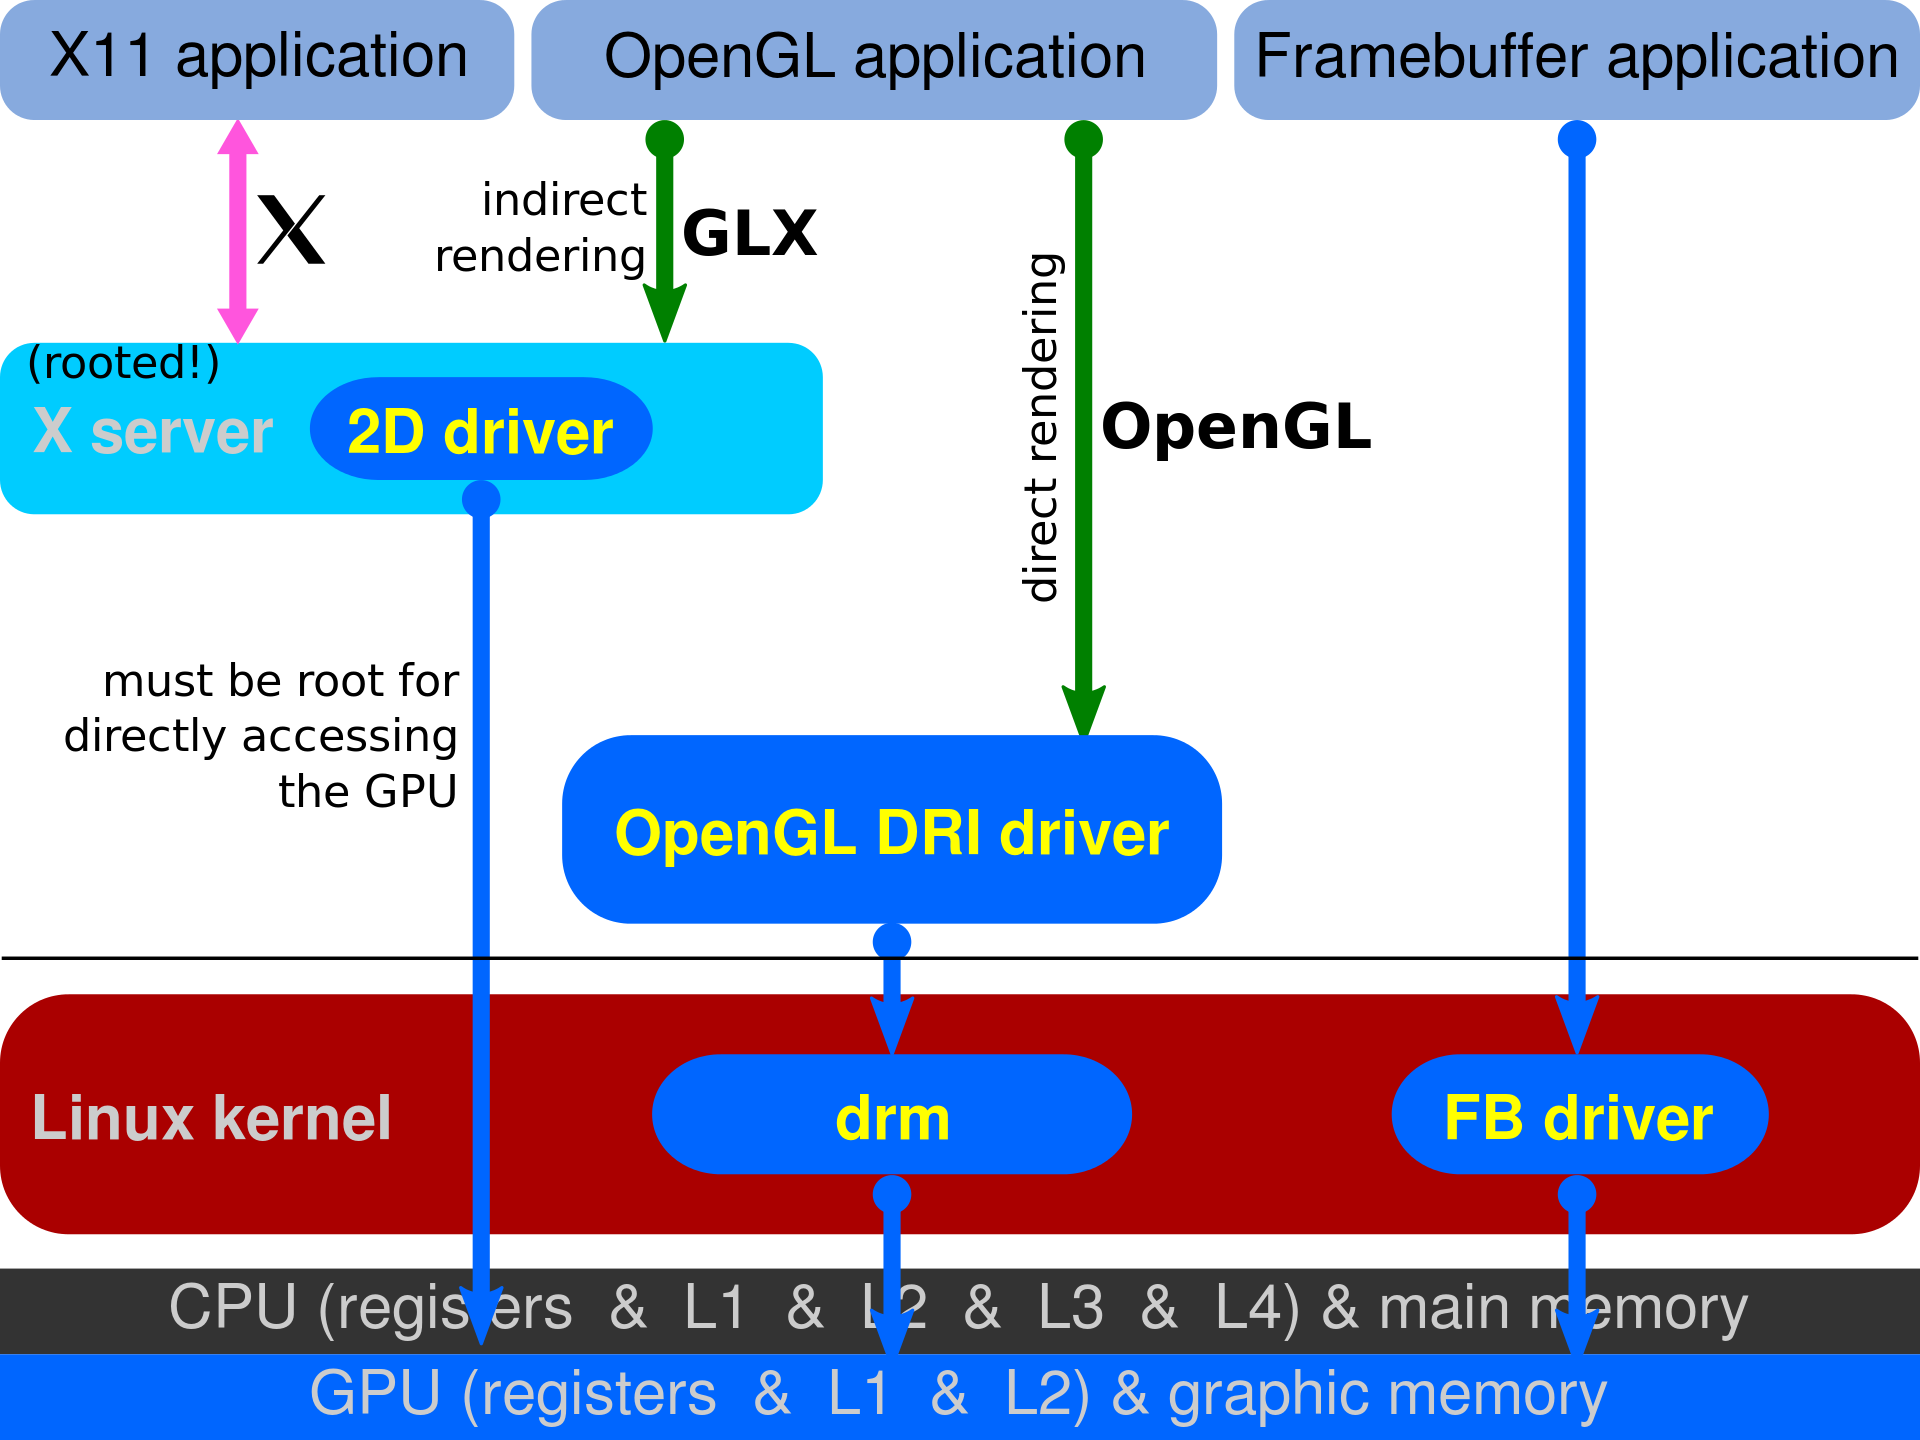 X11 application
OpenGL application
Framebuffer application
X
indirect
rendering
GLX
direct rendering
OpenGL
(rooted!)
X server
2D driver
must be root for
directly accessing
the GPU
OpenGL DRI driver
Linux kernel
drm
FB driver
CPU (registers & L1 & L2 & L3 & L4) & main memory
GPU (registers & L1 & L2) & graphic memory